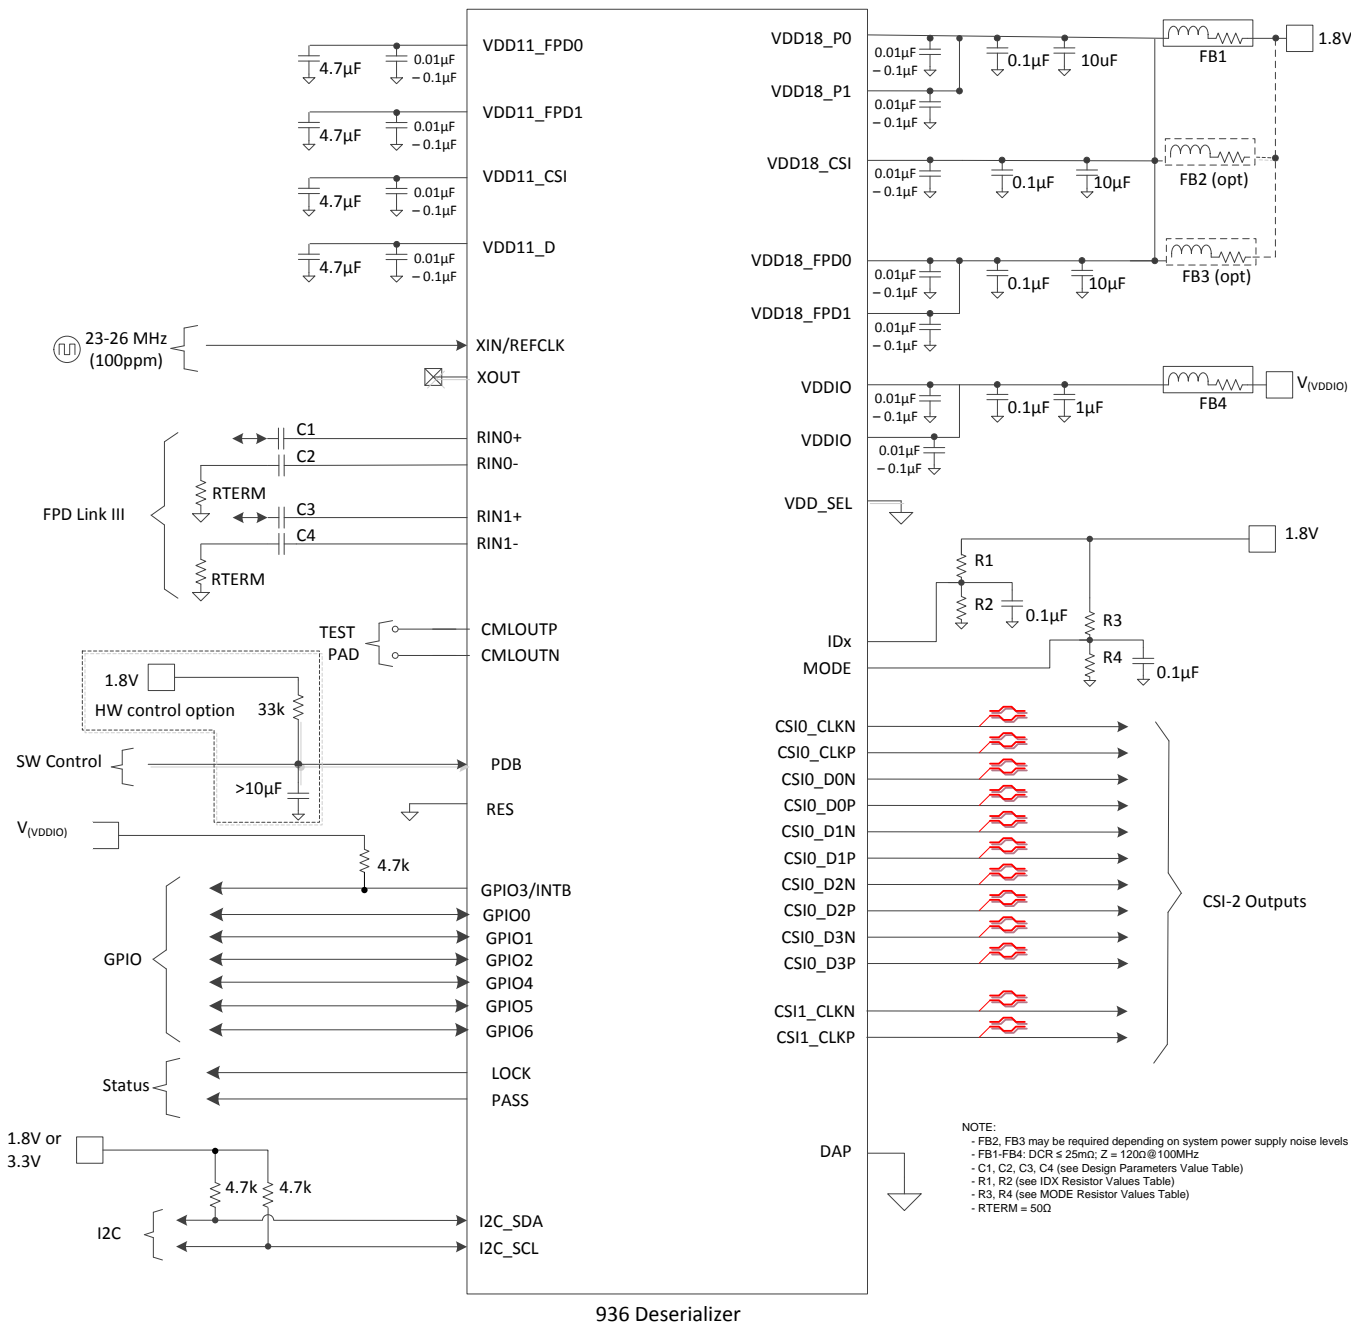 VDD11_FPD0
4.7µF
0.01µF
– 0.1µF
VDD11_FPD1
4.7µF
0.01µF
– 0.1µF
VDD11_CSI
4.7µF
0.01µF
– 0.1µF
VDD11_D
4.7µF
0.01µF
– 0.1µF
23-26 MHz
(100ppm)
XIN/REFCLK
XOUT
FPD Link III
C1
RIN0+
C2
RIN0-
RTERM
C3
RIN1+
C4
RIN1-
RTERM
TEST
PAD
CMLOUTP
CMLOUTN
1.8V
HW control option
33k
SW Control
PDB
>10µF
RES
V(VDDIO)
4.7k
GPIO
GPIO3/INTB
GPIO0
GPIO1
GPIO2
GPIO4
GPIO5
GPIO6
Status
LOCK
PASS
1.8V or
3.3V
4.7k
4.7k
I2C
I2C_SDA
I2C_SCL
VDD18_P0
0.01µF
– 0.1µF
0.1µF
10uF
FB1
1.8V
VDD18_P1
0.01µF
– 0.1µF
VDD18_CSI
0.01µF
– 0.1µF
0.1µF
10µF
FB2 (opt)
VDD18_FPD0
0.01µF
– 0.1µF
0.1µF
10µF
FB3 (opt)
VDD18_FPD1
0.01µF
– 0.1µF
VDDIO
0.01µF
– 0.1µF
0.1µF
1µF
FB4
V(VDDIO)
VDDIO
0.01µF
– 0.1µF
VDD_SEL
1.8V
R1
R2
0.1µF
R3
R4
0.1µF
IDx
MODE
CSI0_CLKN
CSI0_CLKP
CSI0_D0N
CSI0_D0P
CSI0_D1N
CSI0_D1P
CSI0_D2N
CSI0_D2P
CSI0_D3N
CSI0_D3P
CSI1_CLKN
CSI1_CLKP
CSI-2 Outputs
DAP
NOTE:
- FB2, FB3 may be required depending on system power supply noise levels
- FB1-FB4: DCR ≤ 25mΩ; Z = 120Ω@100MHz
- C1, C2, C3, C4 (see Design Parameters Value Table)
- R1, R2 (see IDX Resistor Values Table)
- R3, R4 (see MODE Resistor Values Table)
- RTERM = 50Ω
936 Deserializer